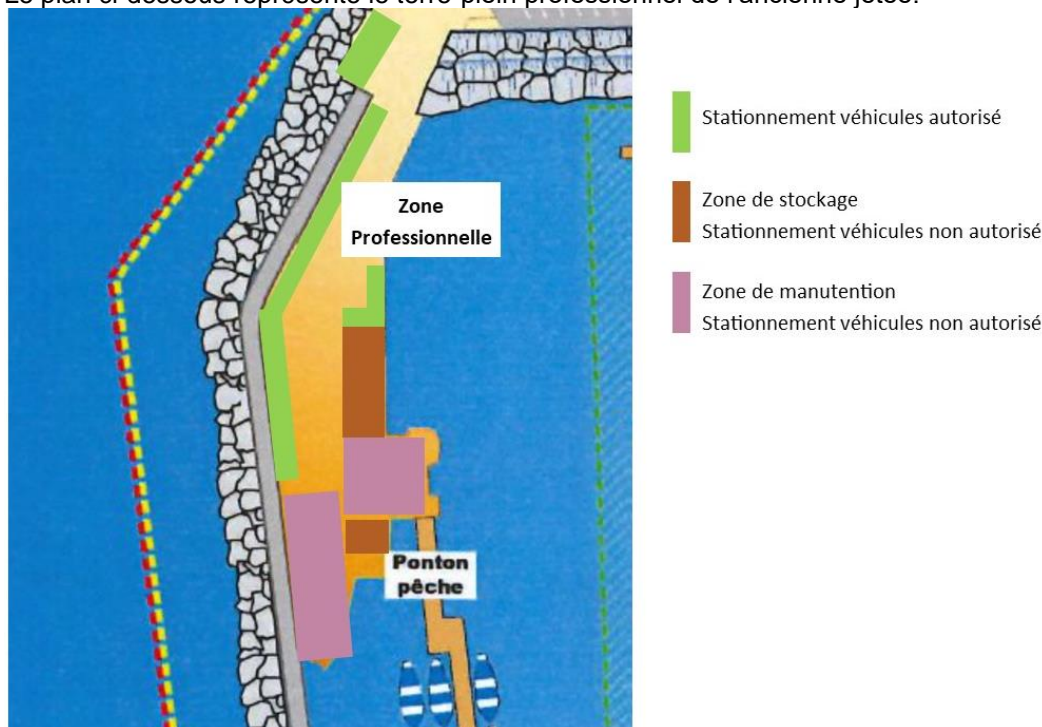 Le plan ci-dessous représente le terre-plein professionnel de l'ancienne jetée.
Zone
Professionnelle
Ponton
pêche
Stationnement véhicules autorisé
Zone de stockage
Stationnement véhicules non autorisé
Zone de manutention
Stationnement véhicules non autorisé